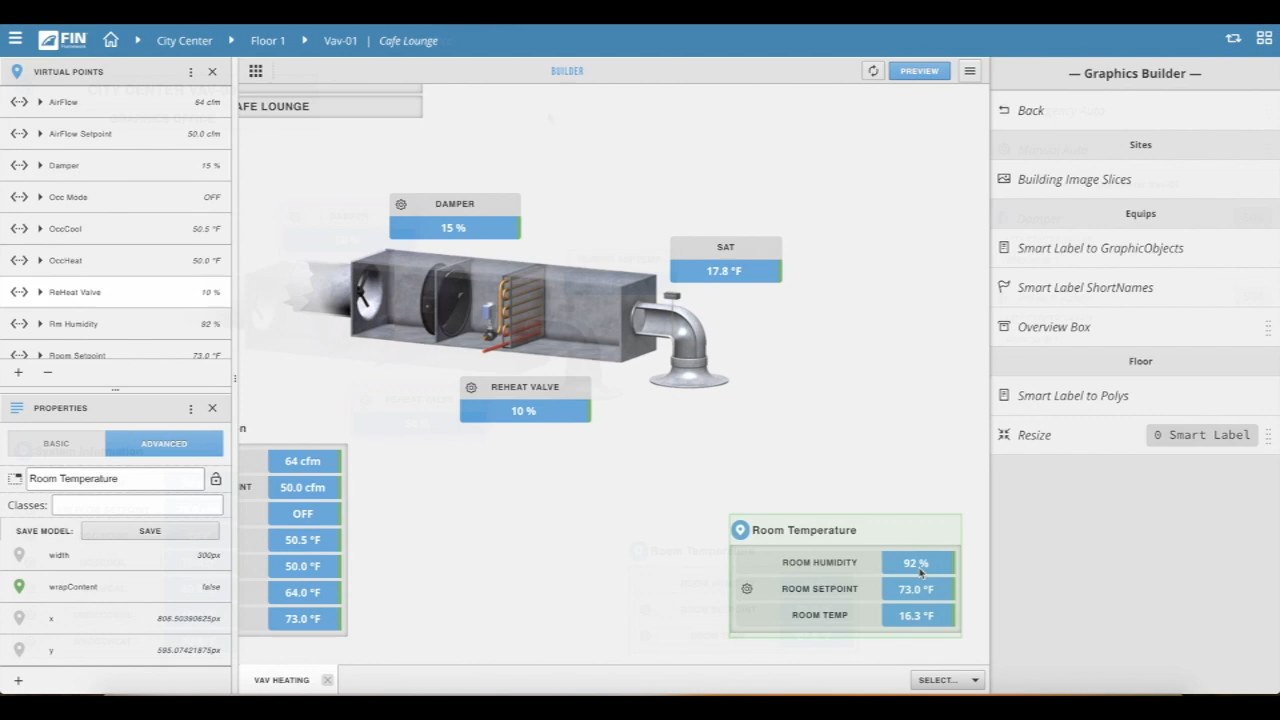 FIN
City Center
Floor 1
Vav-01 | Cafe Lounge
VIRTUAL POINTS
AirFlow 64 cfm
AirFlow Setpoint 50.0 cfm
Damper 15 %
Occ Mode OFF
OccCool 50.5 °F
OccHeat 50.0 °F
ReHeat Valve 10 %
Rm Humidity 92 %
Room Setpoint 73.0 °F
PROPERTIES
BASIC
ADVANCED
Room Temperature
Classes:
SAVE MODEL:
SAVE
width 300px
wrapContent false
x 808.50390625px
y 595.07421875px
BUILDER
PREVIEW
AFE LOUNGE
DAMPER
15 %
SAT
17.8 °F
REHEAT VALVE
10 %
n
64 cfm
NT 50.0 cfm
OFF
50.5 °F
50.0 °F
64.0 °F
73.0 °F
Room Temperature
ROOM HUMIDITY 92 %
ROOM SETPOINT 73.0 °F
ROOM TEMP 16.3 °F
VAV HEATING
SELECT...
— Graphics Builder —
Back
Sites
Building Image Slices
Equips
Smart Label to GraphicObjects
Smart Label ShortNames
Overview Box
Floor
Smart Label to Polys
Resize 0 Smart Label